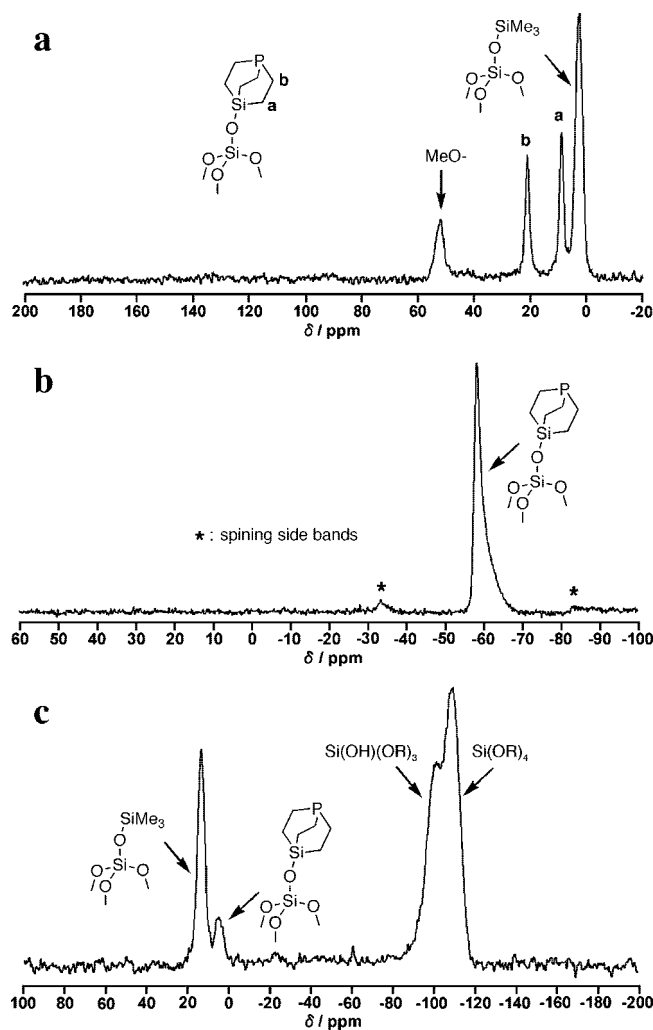 a
SiMe3
O
Si
O O
O
P
b
Si a
O
Si
O O
O
MeO-
b
a
200 180 160 140 120 100 80 60 40 20 0 -20
δ / ppm
b
P
Si
O
Si
O O
O
* : spining side bands
* *
60 50 40 30 20 10 0 -10 -20 -30 -40 -50 -60 -70 -80 -90 -100
δ / ppm
c
Si(OH)(OR)3 Si(OR)4
SiMe3
O
Si
O O
O
P
Si
O
Si
O O
O
100 80 60 40 20 0 -20 -40 -60 -80 -100 -120 -140 -160 -180 -200
δ / ppm